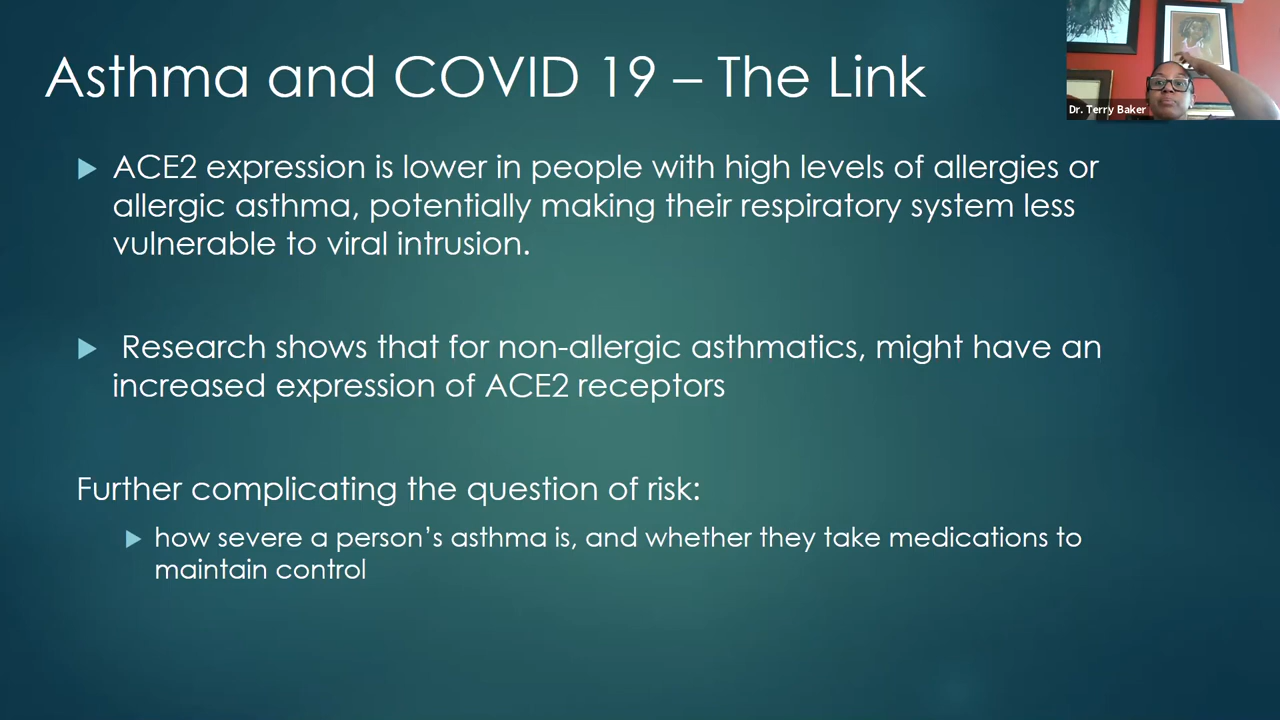 Asthma and COVID 19 – The Link
Dr. Terry Baker
ACE2 expression is lower in people with high levels of allergies or
allergic asthma, potentially making their respiratory system less
vulnerable to viral intrusion.
Research shows that for non-allergic asthmatics, might have an
increased expression of ACE2 receptors
Further complicating the question of risk:
how severe a person’s asthma is, and whether they take medications to
maintain control